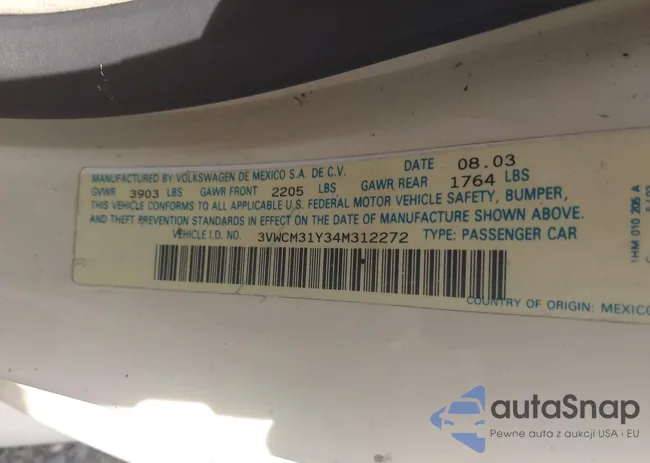 MANUFACTURED BY VOLKSWAGEN DE MEXICO S.A. DE C.V. DATE 08.03
GVWR 3903 LBS GAWR FRONT 2205 LBS GAWR REAR 1764 LBS
THIS VEHICLE CONFORMS TO ALL APPLICABLE U.S. FEDERAL MOTOR VEHICLE SAFETY, BUMPER,
AND THEFT PREVENTION STANDARDS IN EFFECT ON THE DATE OF MANUFACTURE SHOWN ABOVE.
VEHICLE I.D. NO. 3VWCM31Y34M312272 TYPE: PASSENGER CAR
COUNTRY OF ORIGIN: MEXICO
1HM 010 205 A
autaSnap
Pewne auta z aukcji USA i EU